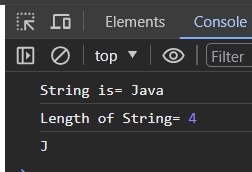 Elements Console
top Filter
String is= Java
Length of String= 4
J